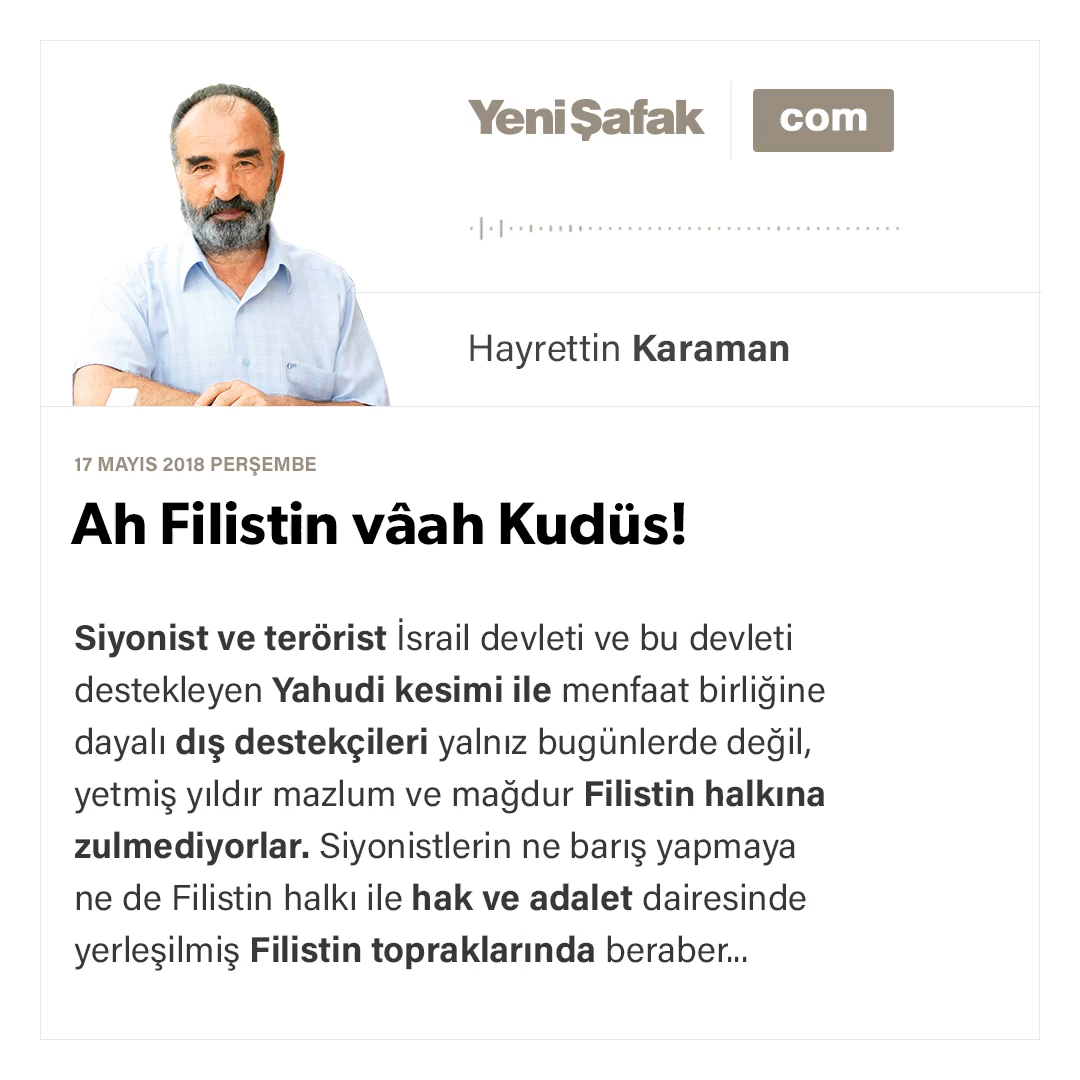 YeniŞafak com
Hayrettin Karaman
17 MAYIS 2018 PERŞEMBE
Ah Filistin vâah Kudüs!
Siyonist ve terörist İsrail devleti ve bu devleti
destekleyen Yahudi kesimi ile menfaat birliğine
dayalı dış destekçileri yalnız bugünlerde değil,
yetmiş yıldır mazlum ve mağdur Filistin halkına
zulmediyorlar. Siyonistlerin ne barış yapmaya
ne de Filistin halkı ile hak ve adalet dairesinde
yerleşilmiş Filistin topraklarında beraber...